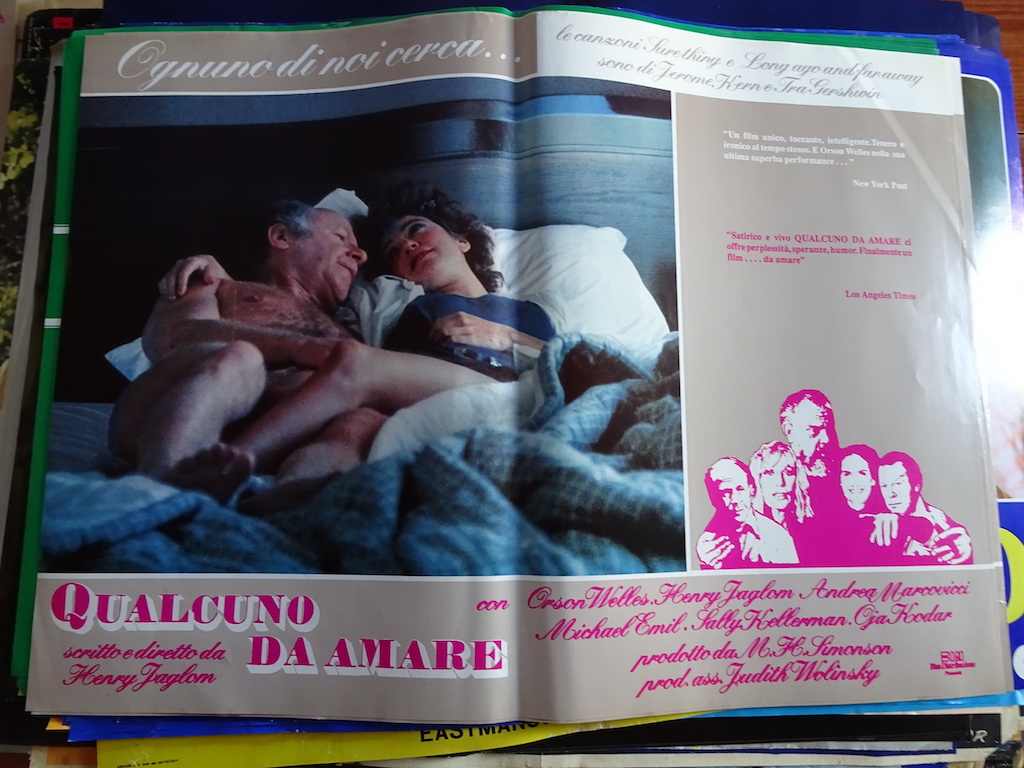 Ognuno di noi cerca...
le canzoni Sure thing e Long ago and far away
sono di Jerome Kern e Ira Gershwin
"Un film unico, toccante, intelligente.Tenero e
ironico al tempo stesso. E Orson Welles nella sua
ultima superba performance . . . "
New York Post
"Satirico e vivo QUALCUNO DA AMARE ci
offre perplessità, speranze, humor. Finalmente un
film . . . . da amare"
Los Angeles Times
QUALCUNO
DA AMARE
scritto e diretto da
Henry Jaglom
con Orson Welles. Henry Jaglom Andrea Marcovicci
Michael Emil. Sally Kellerman. Oja Kodar
prodotto da M.H. Simonson
prod. ass. Judith Wolinsky
Film Distribuzione
EASTMAN